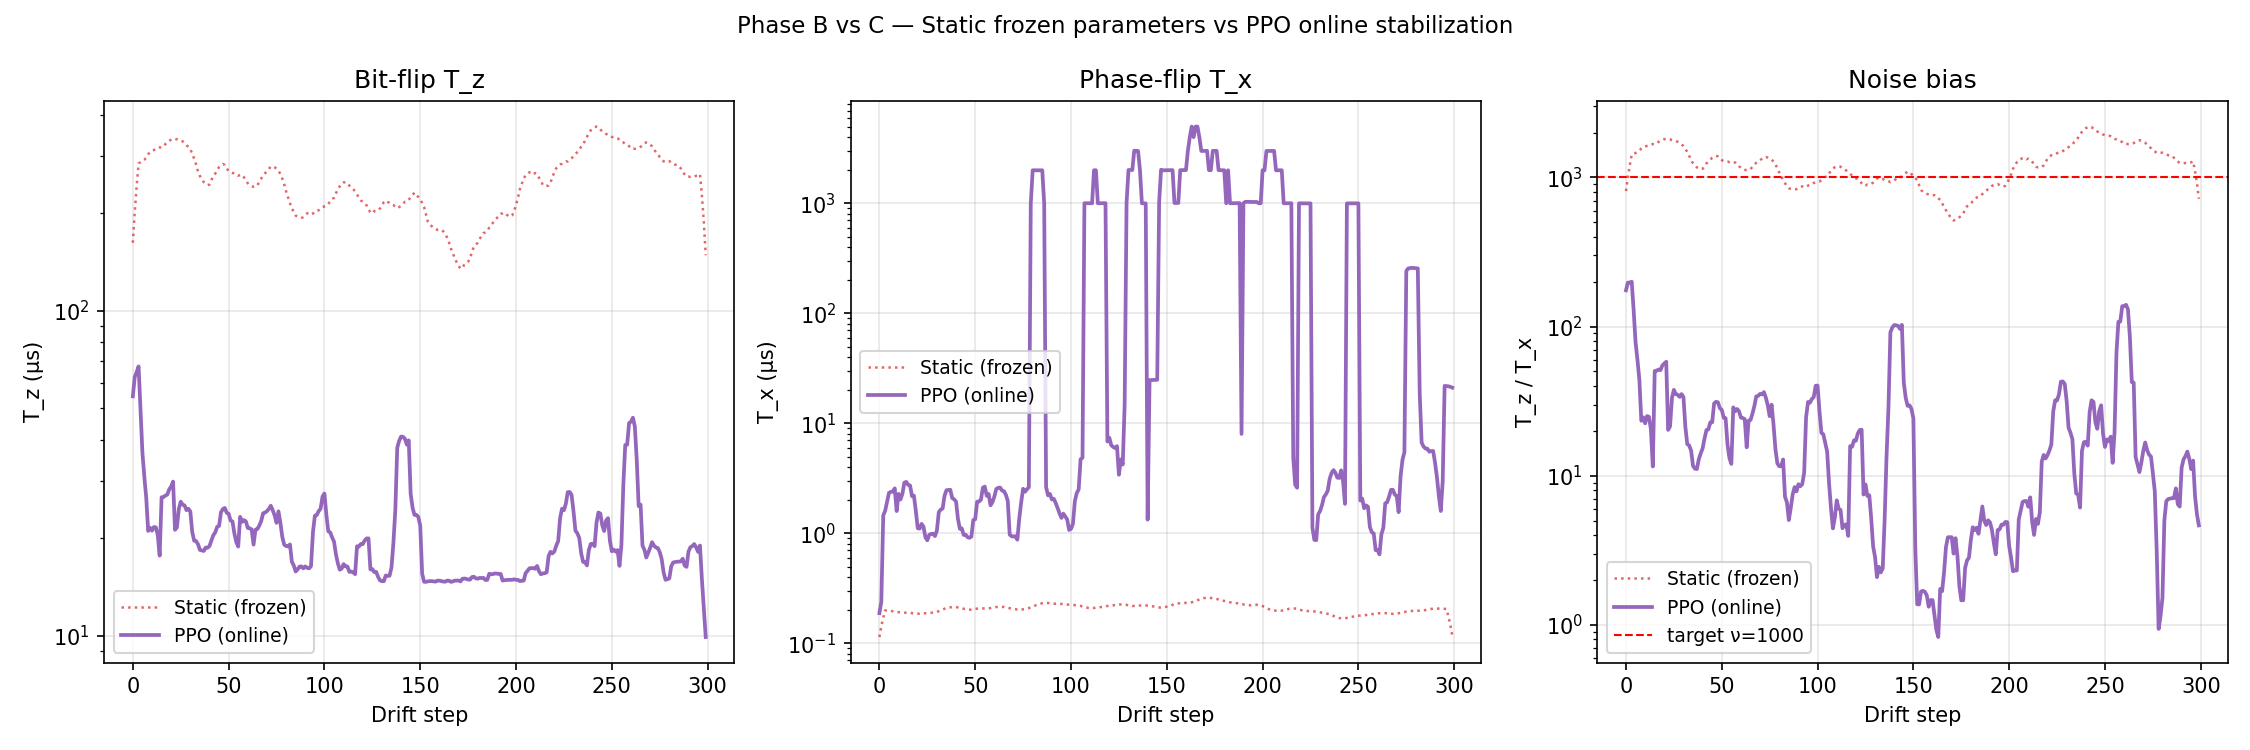 Phase B vs C — Static frozen parameters vs PPO online stabilization
Bit-flip T_z
T_z (μs)
10²
10¹
Static (frozen)
PPO (online)
0 50 100 150 200 250 300
Drift step
Phase-flip T_x
T_x (μs)
10³
10²
10¹
10⁰
10⁻¹
Static (frozen)
PPO (online)
0 50 100 150 200 250 300
Drift step
Noise bias
T_z / T_x
10³
10²
10¹
10⁰
Static (frozen)
PPO (online)
target ν=1000
0 50 100 150 200 250 300
Drift step